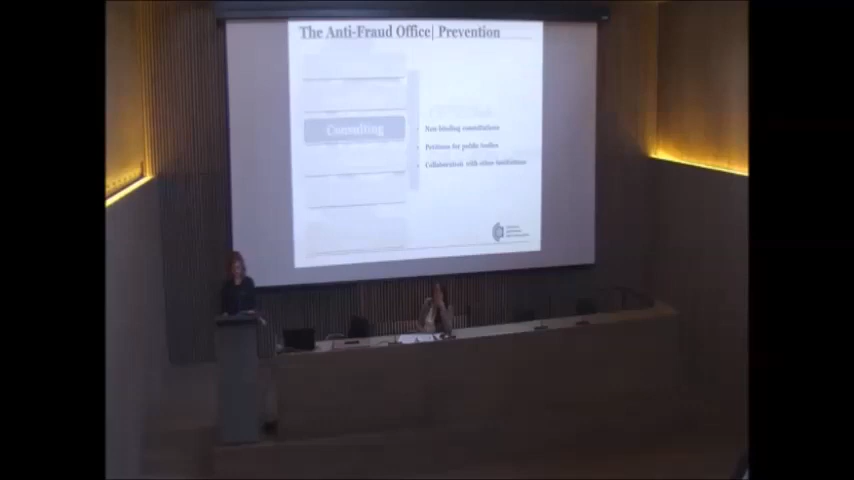 The Anti-Fraud Office| Prevention
Consulting
Non-binding consultations
Petitions for public bodies
Collaboration with other institutions